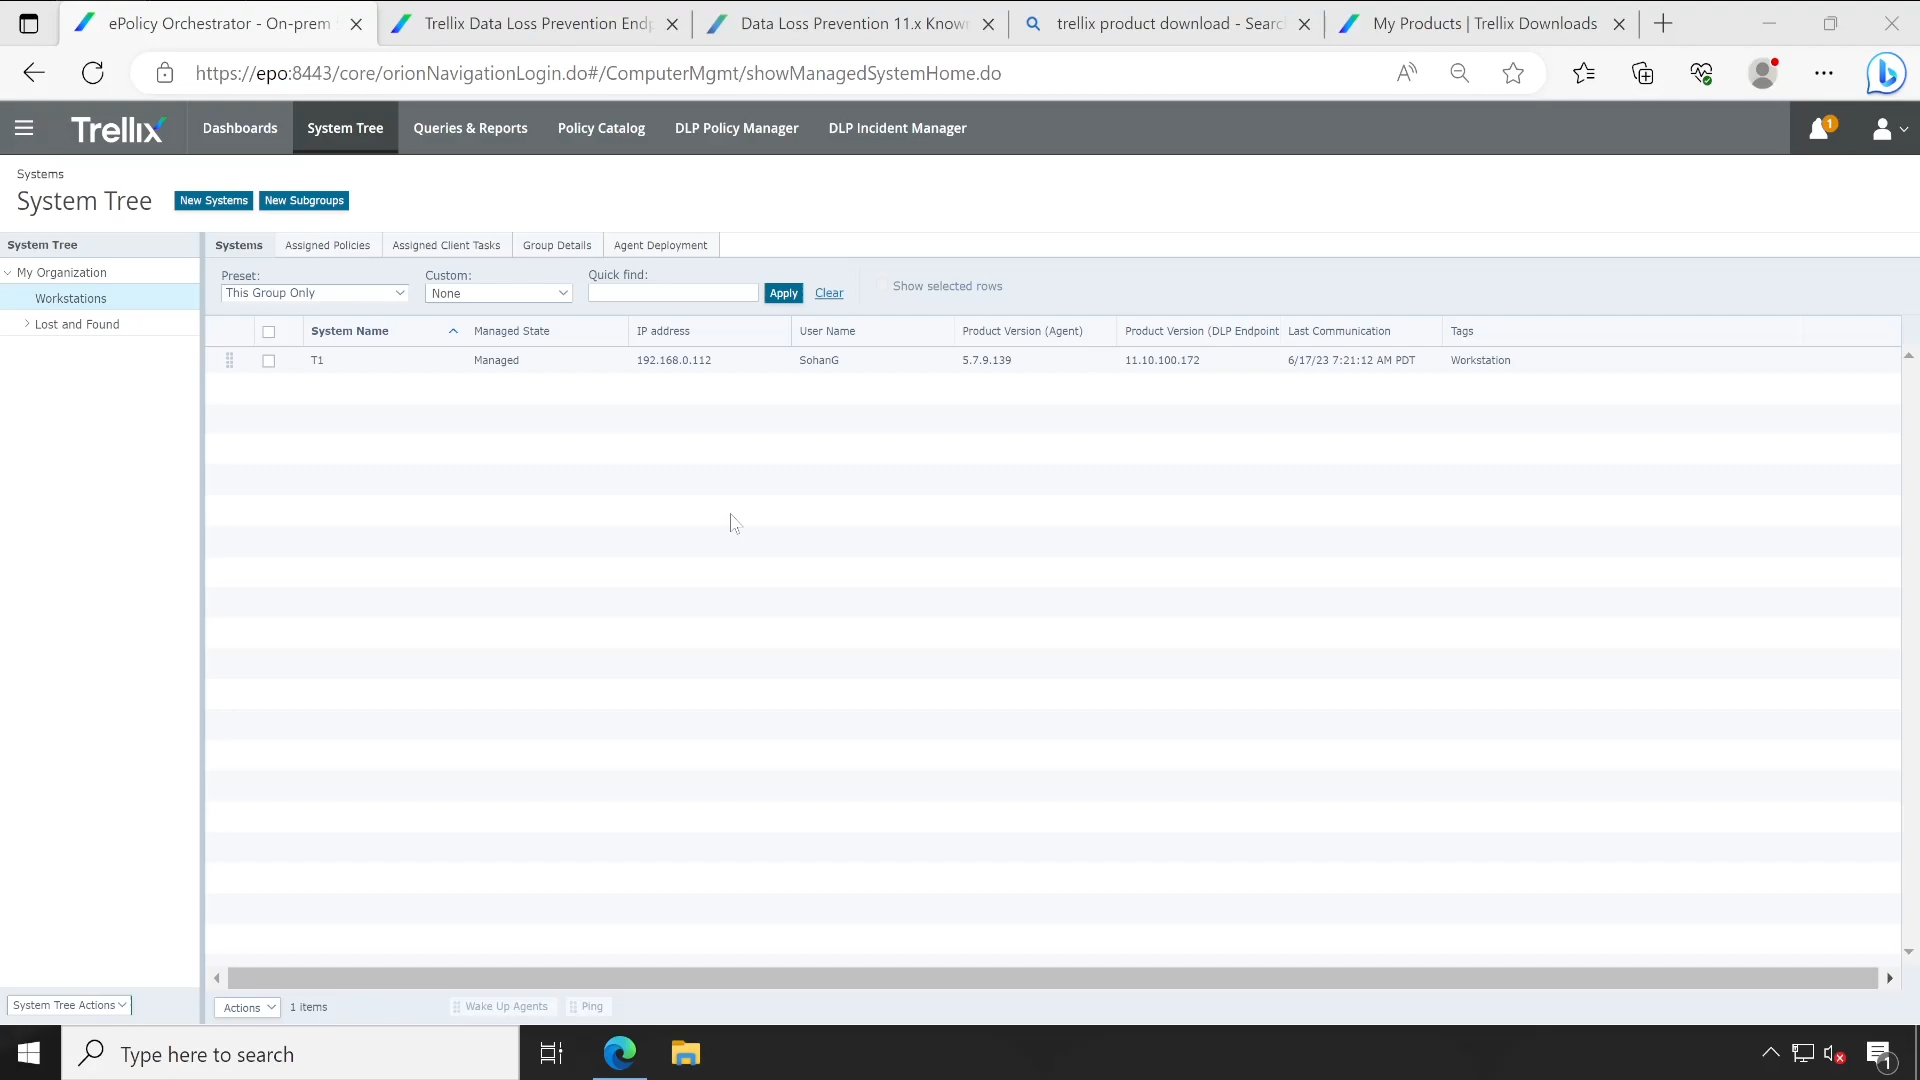 ePolicy Orchestrator - On-prem
Trellix Data Loss Prevention Endp
Data Loss Prevention 11.x Known
trellix product download - Searc
My Products | Trellix Downloads
https://epo:8443/core/orionNavigationLogin.do#/ComputerMgmt/showManagedSystemHome.do
Trellix
Dashboards
System Tree
Queries & Reports
Policy Catalog
DLP Policy Manager
DLP Incident Manager
1
Systems
System Tree
New Systems
New Subgroups
System Tree
Systems
Assigned Policies
Assigned Client Tasks
Group Details
Agent Deployment
My Organization
Workstations
Lost and Found
Preset:
Custom:
Quick find:
This Group Only
None
Apply
Clear
Show selected rows
System Name
Managed State
IP address
User Name
Product Version (Agent)
Product Version (DLP Endpoint
Last Communication
Tags
T1
Managed
192.168.0.112
SohanG
5.7.9.139
11.10.100.172
6/17/23 7:21:12 AM PDT
Workstation
System Tree Actions
Actions
1 items
Wake Up Agents
Ping
Type here to search
1